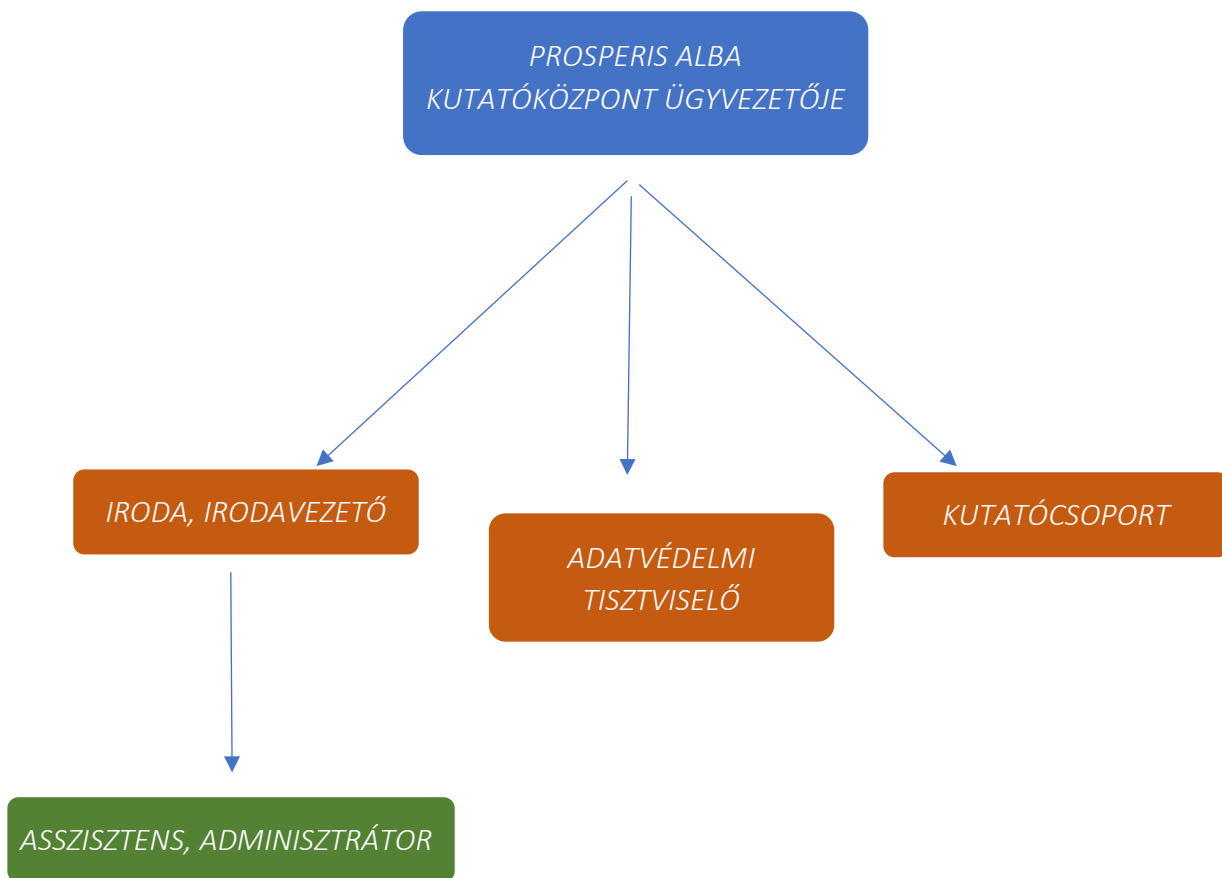 PROSPERIS ALBA
KUTATÓKÖZPONT ÜGYVEZETŐJE
IRODA, IRODAVEZETŐ
ADATVÉDELMI
TISZTVISELŐ
KUTATÓCSOPORT
ASSZISZTENS, ADMINISZTRÁTOR